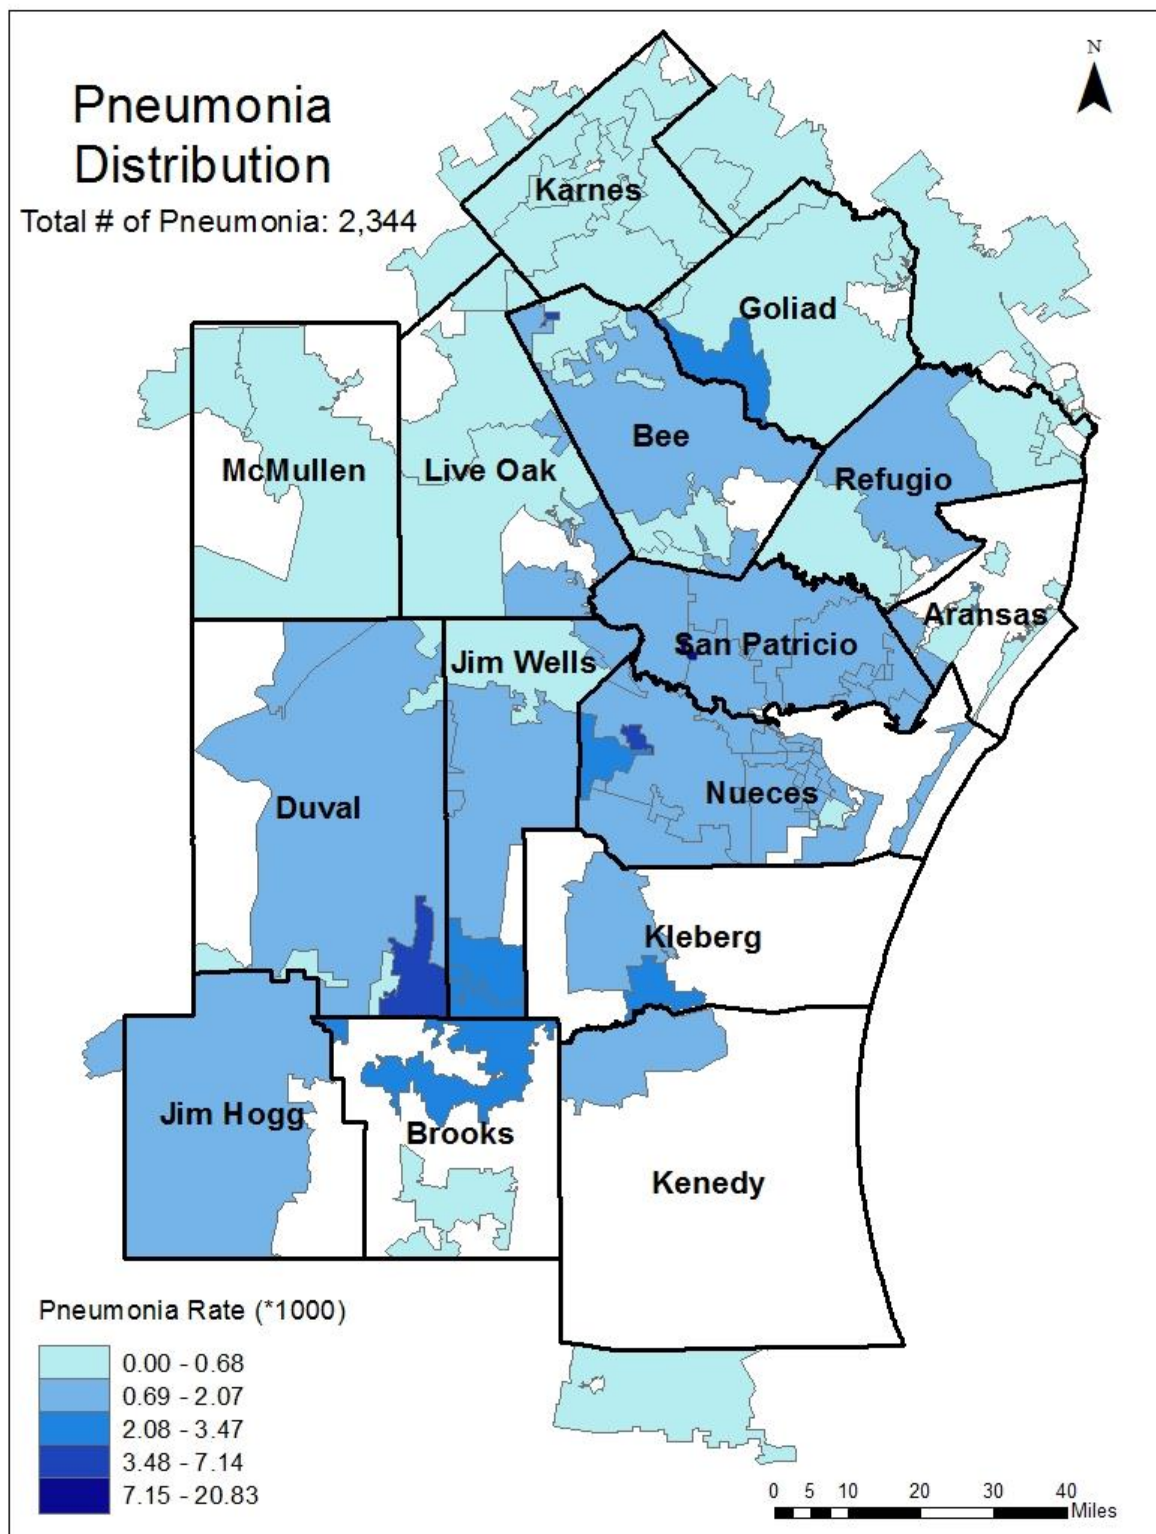 Pneumonia
Distribution
Total # of Pneumonia: 2,344
N
Karnes
Goliad
Bee
McMullen
Live Oak
Refugio
Aransas
San Patricio
Jim Wells
Nueces
Duval
Kleberg
Jim Hogg
Brooks
Kenedy
Pneumonia Rate (*1000)
0.00 - 0.68
0.69 - 2.07
2.08 - 3.47
3.48 - 7.14
7.15 - 20.83
0 5 10 20 30 40
Miles